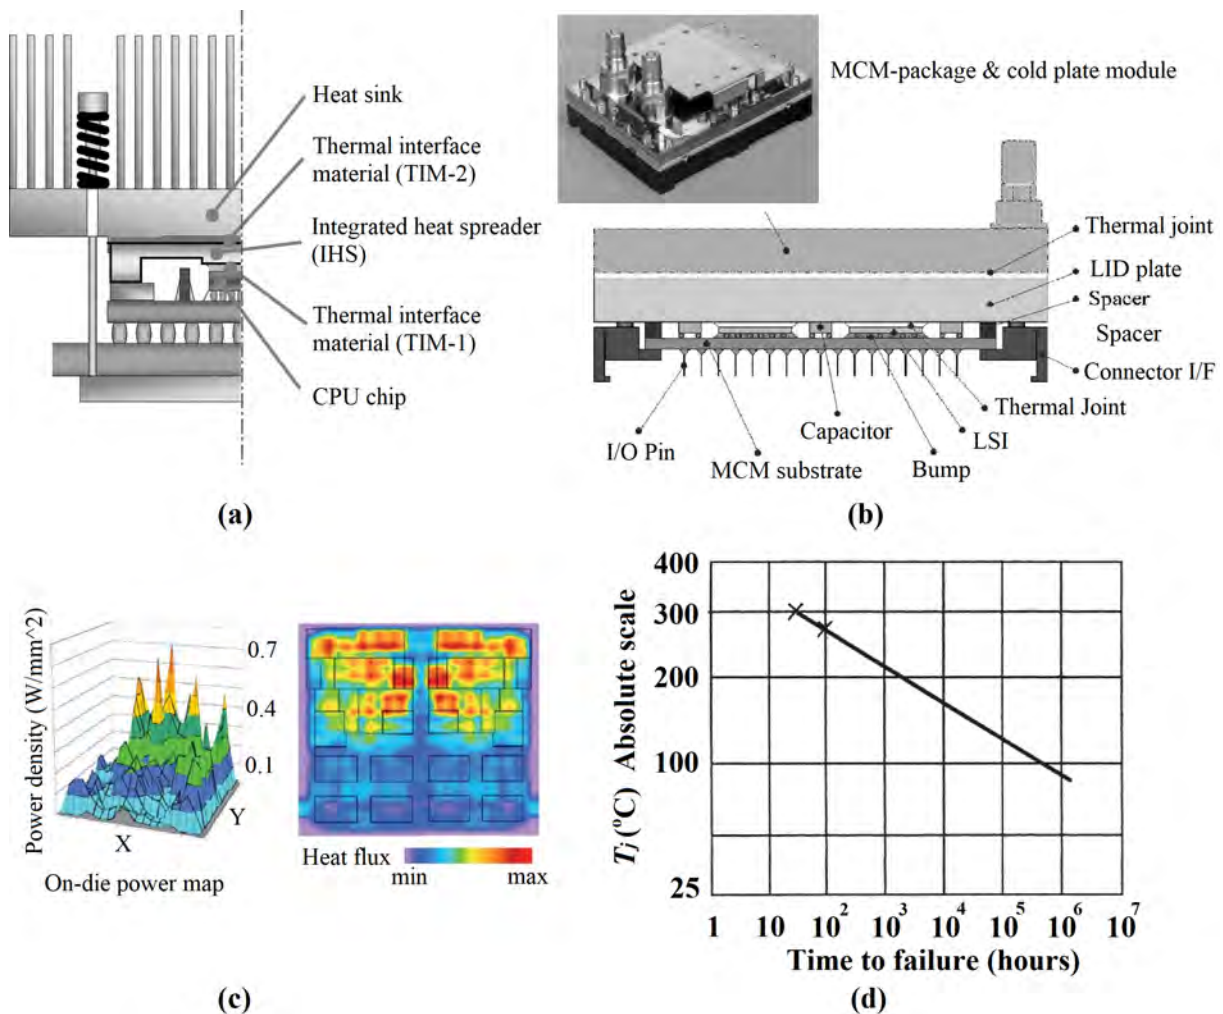 Heat sink
Thermal interface
material (TIM-2)
Integrated heat spreader
(IHS)
Thermal interface
material (TIM-1)
CPU chip
(a)
MCM-package & cold plate module
Thermal joint
LID plate
Spacer
Spacer
Connector I/F
Thermal Joint
LSI
Capacitor
Bump
I/O Pin
MCM substrate
(b)
Power density (W/mm^2)
0.7
0.4
0.1
X
Y
On-die power map
Heat flux
min
max
(c)
Tj (°C) Absolute scale
400
300
200
100
25
1
10
10²
10³
10⁴
10⁵
10⁶
10⁷
Time to failure (hours)
(d)